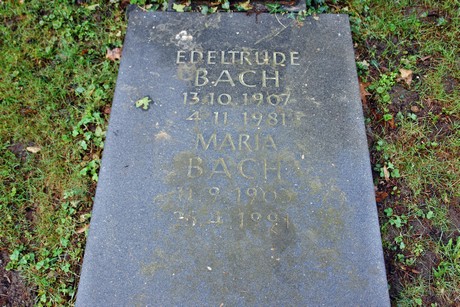 EDELTRUDE
BACH
13·10·1907
4·11·1981
MARIA
BACH